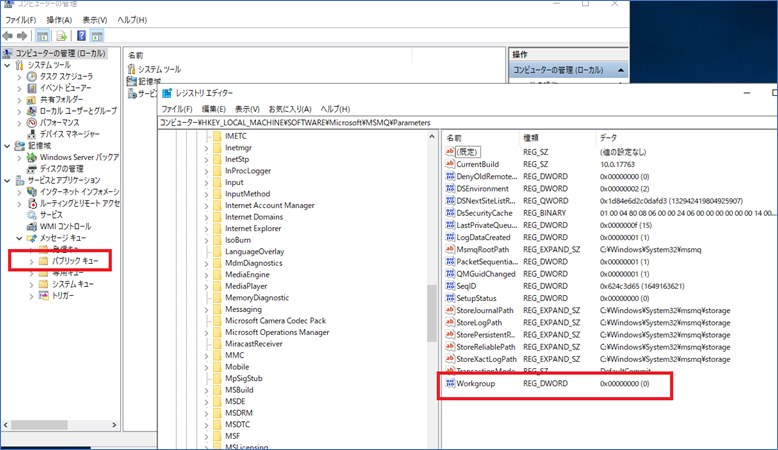 コンピューターの管理
ファイル(F) 操作(A) 表示(V) ヘルプ(H)
コンピューターの管理 (ローカル)
システム ツール
タスク スケジューラ
イベント ビューアー
共有フォルダー
ローカル ユーザーとグループ
パフォーマンス
デバイス マネージャー
記憶域
Windows Server バックア
ディスクの管理
サービスとアプリケーション
インターネット インフォメーシ
ルーティングとリモート アクセ
サービス
WMI コントロール
メッセージ キュー
発信キュー
パブリック キュー
専用キュー
システム キュー
トリガー
名前
システム ツール
記憶域
サービス
操作
コンピューターの管理 (ローカル)
レジストリ エディター
ファイル(F) 編集(E) 表示(V) お気に入り(A) ヘルプ(H)
コンピューター¥HKEY_LOCAL_MACHINE¥SOFTWARE¥Microsoft¥MSMQ¥Parameters
IMETC
Inetmgr
InetStp
InProcLogger
Input
InputMethod
Internet Account Manager
Internet Domains
Internet Explorer
IsoBurn
LanguageOverlay
MdmDiagnostics
MediaEngine
MediaPlayer
MemoryDiagnostic
Messaging
Microsoft Camera Codec Pack
Microsoft Operations Manager
MiracastReceiver
MMC
Mobile
MpSigStub
MSBuild
MSDE
MSDRM
MSDTC
MSF
MSLicensing
名前 種類 データ
(既定) REG_SZ (値の設定なし)
CurrentBuild REG_SZ 10.0.17763
DenyOldRemote... REG_DWORD 0x00000000 (0)
DSEnvironment REG_DWORD 0x00000002 (2)
DSNextSiteListR... REG_QWORD 0x1d84e6d2c0dafd3 (132942419804925907)
DsSecurityCache REG_BINARY 01 00 04 80 08 06 00 00 24 06 00 00 00 00 00 00 14 00...
LastPrivateQueu... REG_DWORD 0x0000000f (15)
LogDataCreated REG_DWORD 0x00000001 (1)
MsmqRootPath REG_EXPAND_SZ C:¥Windows¥System32¥msmq
PacketSequentia... REG_DWORD 0x00000001 (1)
QMGuidChanged REG_DWORD 0x00000001 (1)
SeqID REG_DWORD 0x624c3d65 (1649163621)
SetupStatus REG_DWORD 0x00000000 (0)
StoreJournalPath REG_EXPAND_SZ C:¥Windows¥System32¥msmq¥storage
StoreLogPath REG_EXPAND_SZ C:¥Windows¥System32¥msmq¥storage
StorePersistentP... REG_EXPAND_SZ C:¥Windows¥System32¥msmq¥storage
StoreReliablePath REG_EXPAND_SZ C:¥Windows¥System32¥msmq¥storage
StoreXactLogPath REG_EXPAND_SZ C:¥Windows¥System32¥msmq¥storage
TransactionMode REG_SZ DefaultCommit
Workgroup REG_DWORD 0x00000000 (0)